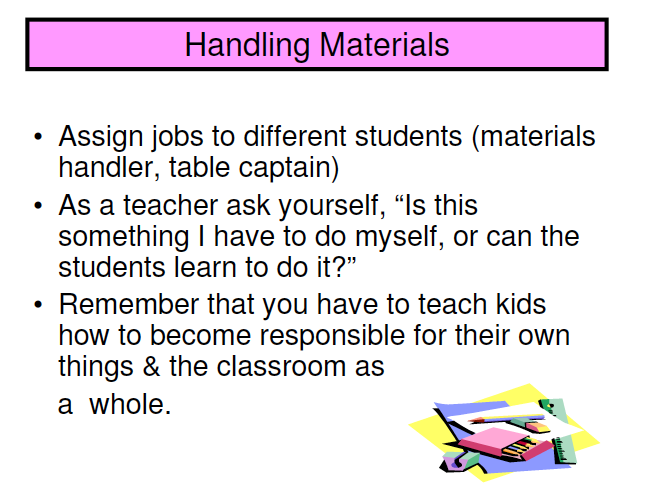 Handling Materials
• Assign jobs to different students (materials
handler, table captain)
• As a teacher ask yourself, “Is this
something I have to do myself, or can the
students learn to do it?”
• Remember that you have to teach kids
how to become responsible for their own
things & the classroom as
a  whole.